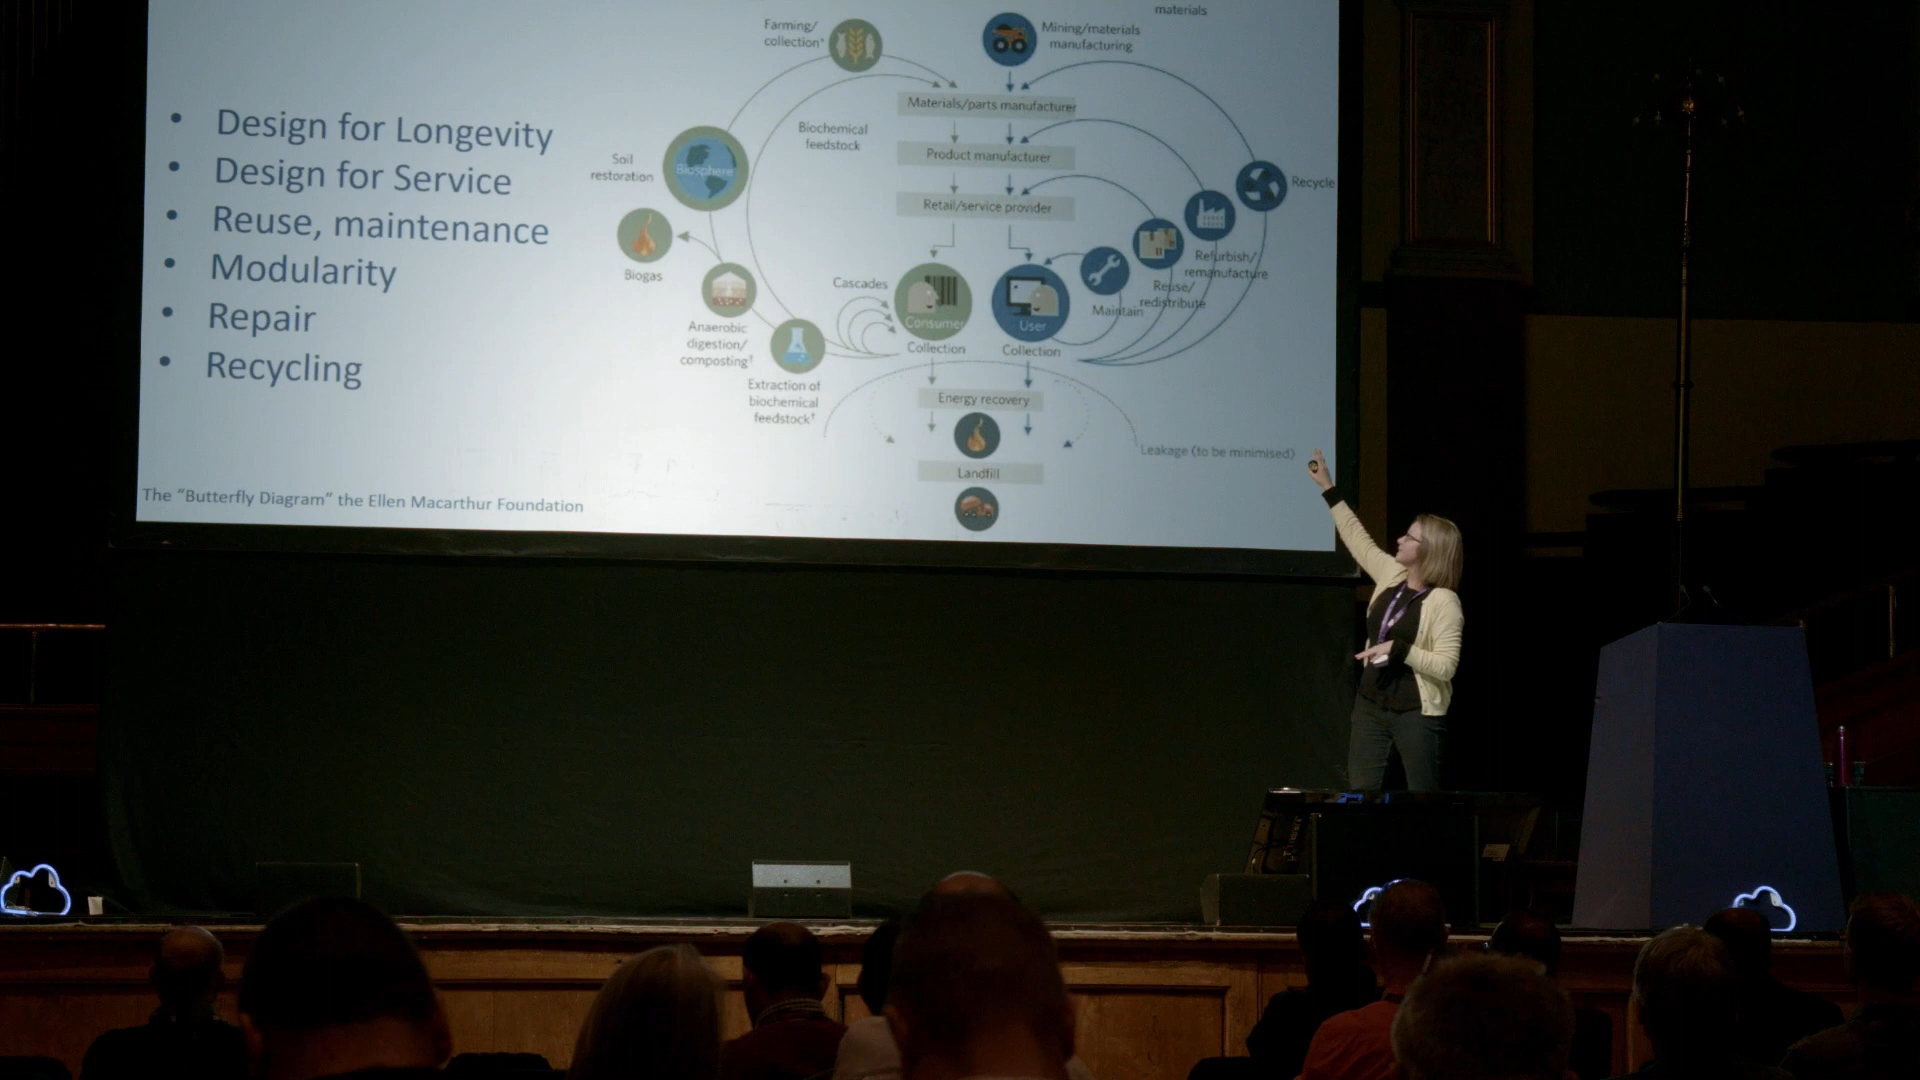 materials
Farming/
collection*
Mining/materials
manufacturing
• Design for Longevity
• Design for Service
• Reuse, maintenance
• Modularity
• Repair
• Recycling
Materials/parts manufacturer
Biochemical
feedstock
Product manufacturer
Soil
restoration
Biosphere
Recycle
Retail/service provider
Biogas
Refurbish/
remanufacture
Reuse/
redistribute
Maintain
Cascades
Consumer
User
Collection
Collection
Anaerobic
digestion/
composting†
Extraction of
biochemical
feedstock†
Energy recovery
Leakage (to be minimised)
Landfill
The “Butterfly Diagram” the Ellen Macarthur Foundation